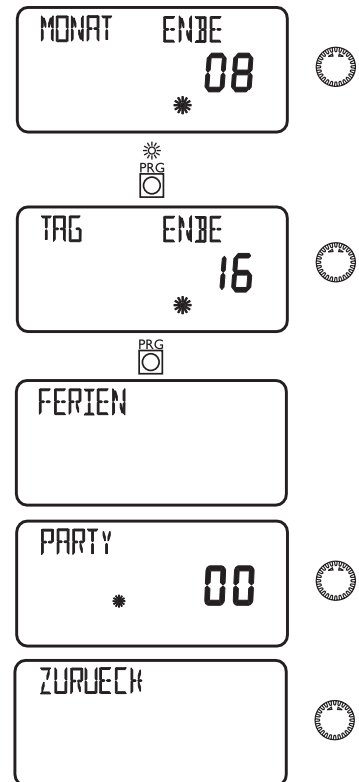 MONAT ENDE
08
PRG
TAG ENDE
16
PRG
FERIEN
PARTY
00
ZURUECK